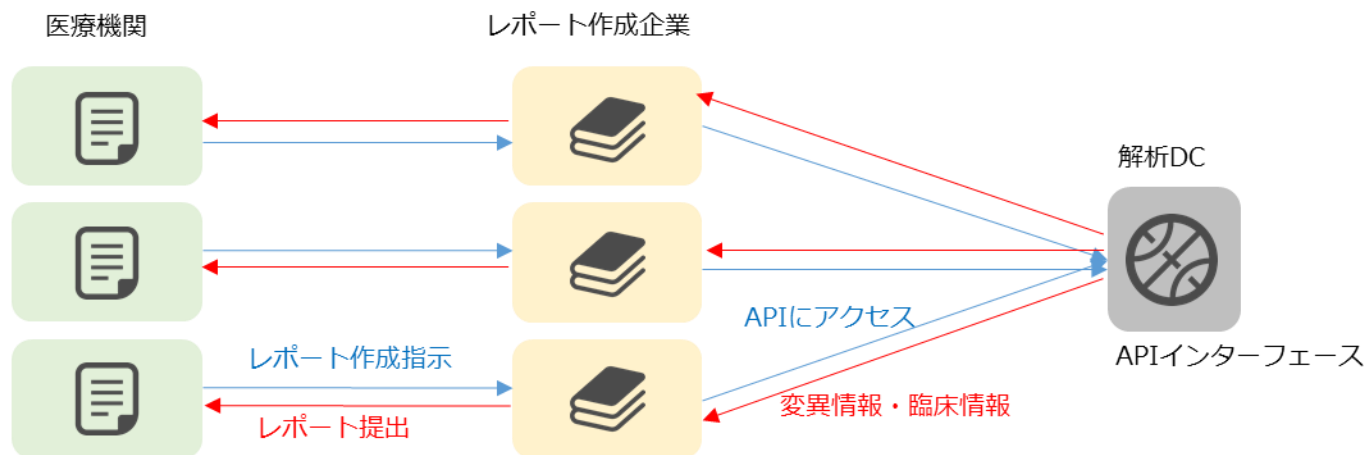 医療機関
レポート作成企業
解析DC
APIにアクセス
APIインターフェース
レポート作成指示
変異情報・臨床情報
レポート提出